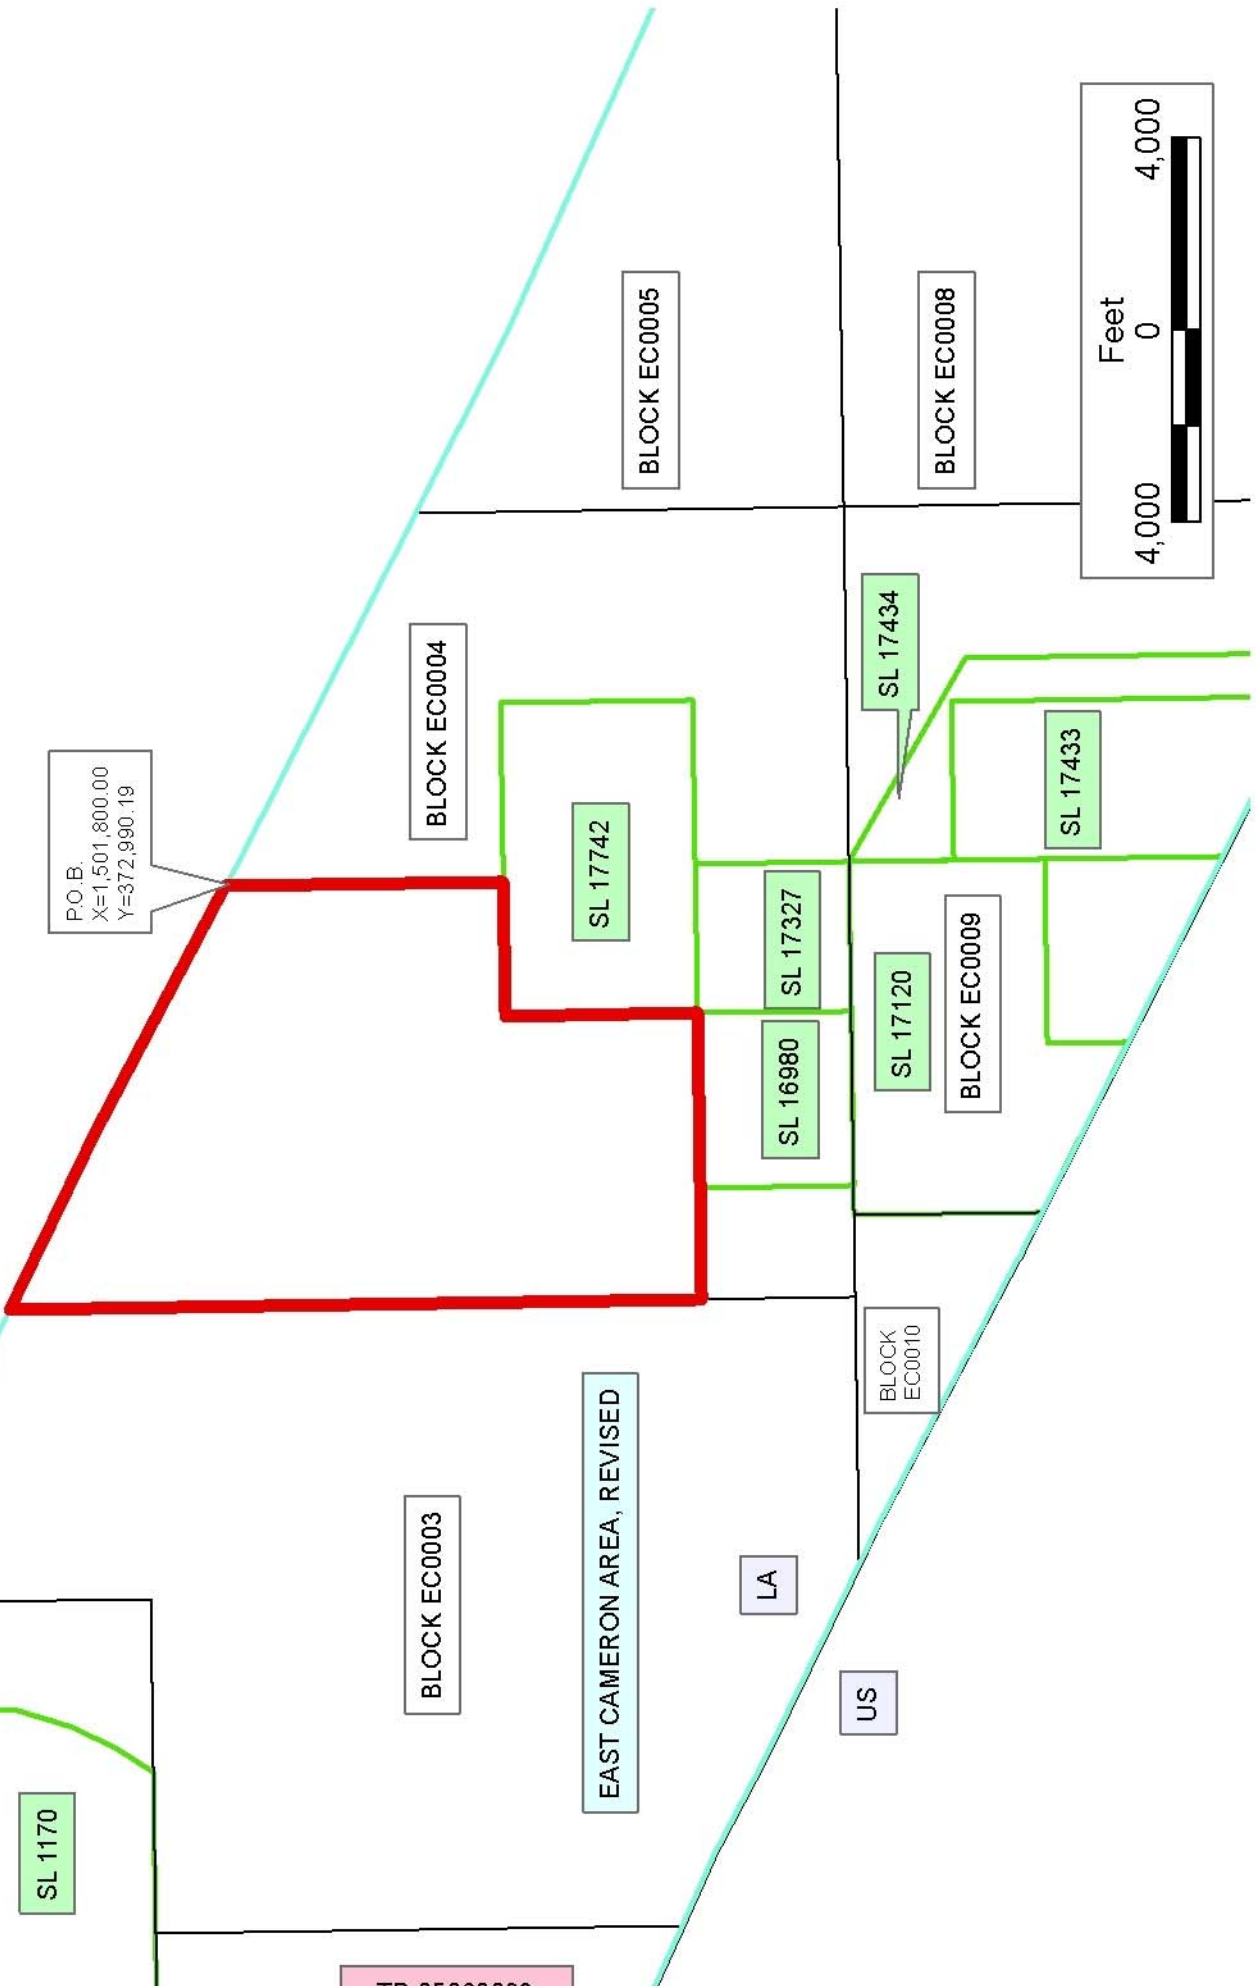 P.O.B.
X=1,501,800.00
Y=372,990.19
SL 1170
BLOCK EC0003
BLOCK EC0004
BLOCK EC0005
EAST CAMERON AREA, REVISED
SL 17742
LA
SL 16980
SL 17327
US
BLOCK
EC0010
SL 17120
SL 17434
BLOCK EC0008
BLOCK EC0009
SL 17433
Feet
4,000
0
4,000